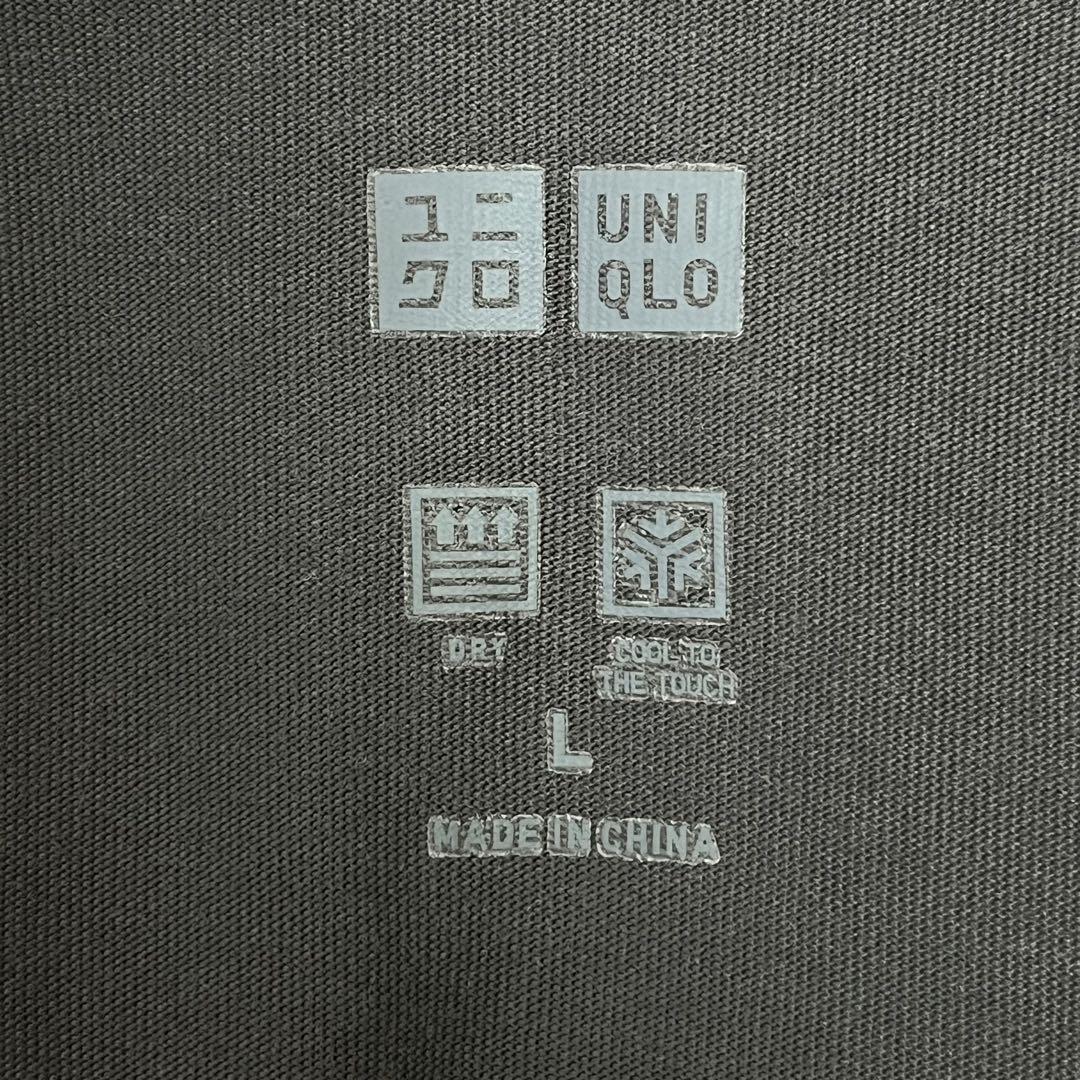 ユニ
クロ
UNI
QLO
DRY
COOL TO
THE TOUCH
L
MADE IN CHINA